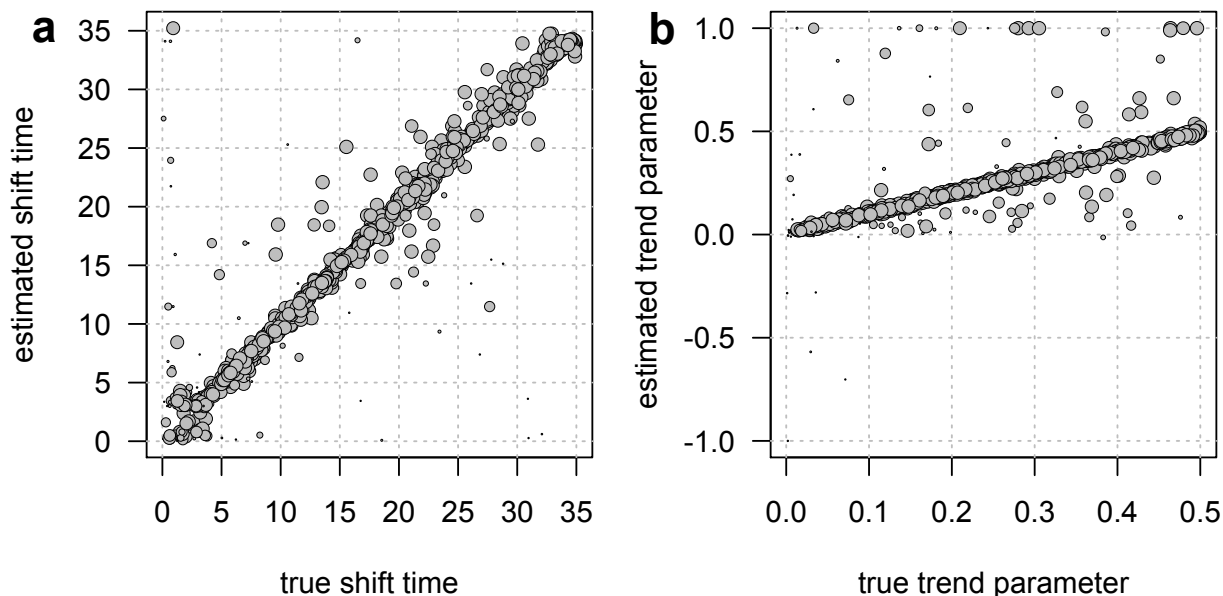 a
estimated shift time
35
30
25
20
15
10
5
0
0 5 10 15 20 25 30 35
true shift time
b
estimated trend parameter
1.0
0.5
0.0
-0.5
-1.0
0.0 0.1 0.2 0.3 0.4 0.5
true trend parameter